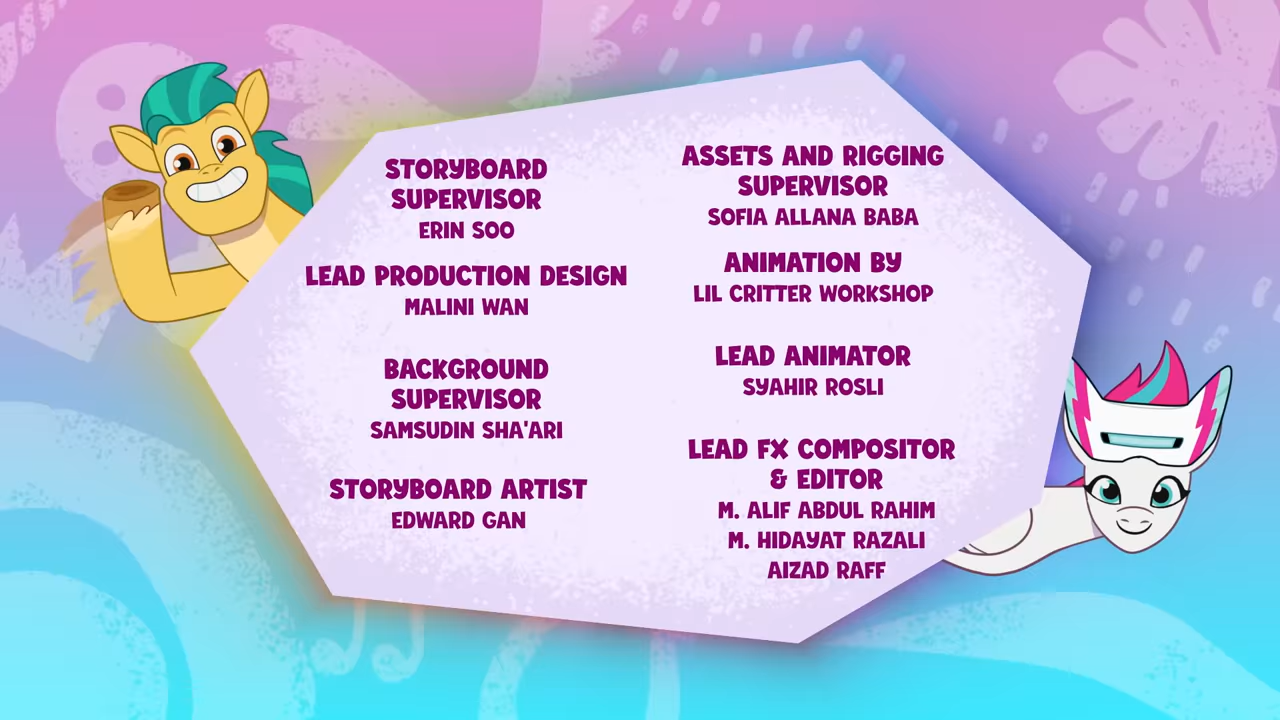 STORYBOARD
SUPERVISOR
ERIN SOO
LEAD PRODUCTION DESIGN
MALINI WAN
BACKGROUND
SUPERVISOR
SAMSUDIN SHA'ARI
STORYBOARD ARTIST
EDWARD GAN
ASSETS AND RIGGING
SUPERVISOR
SOFIA ALLANA BABA
ANIMATION BY
LIL CRITTER WORKSHOP
LEAD ANIMATOR
SYAHIR ROSLI
LEAD FX COMPOSITOR
& EDITOR
M. ALIF ABDUL RAHIM
M. HIDAYAT RAZALI
AIZAD RAFF